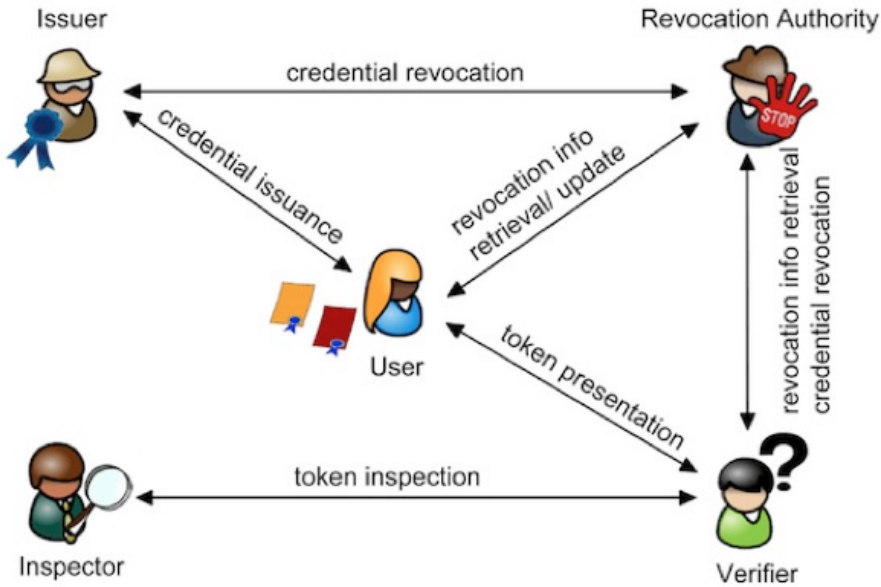 Issuer
Revocation Authority
credential revocation
STOP
credential issuance
revocation info
retrieval/ update
revocation info retrieval
credential revocation
User
token presentation
token inspection
Inspector
Verifier